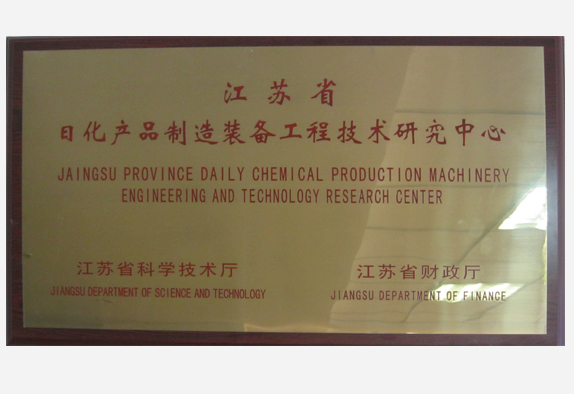 江苏省
日化产品制造装备工程技术研究中心
JAINGSU PROVINCE DAILY CHEMICAL PRODUCTION MACHINERY
ENGINEERING AND TECHNOLOGY RESEARCH CENTER
江苏省科学技术厅
JIANGSU DEPARTMENT OF SCIENCE AND TECHNOLOGY
江苏省财政厅
JIANGSU DEPARTMENT OF FINANCE